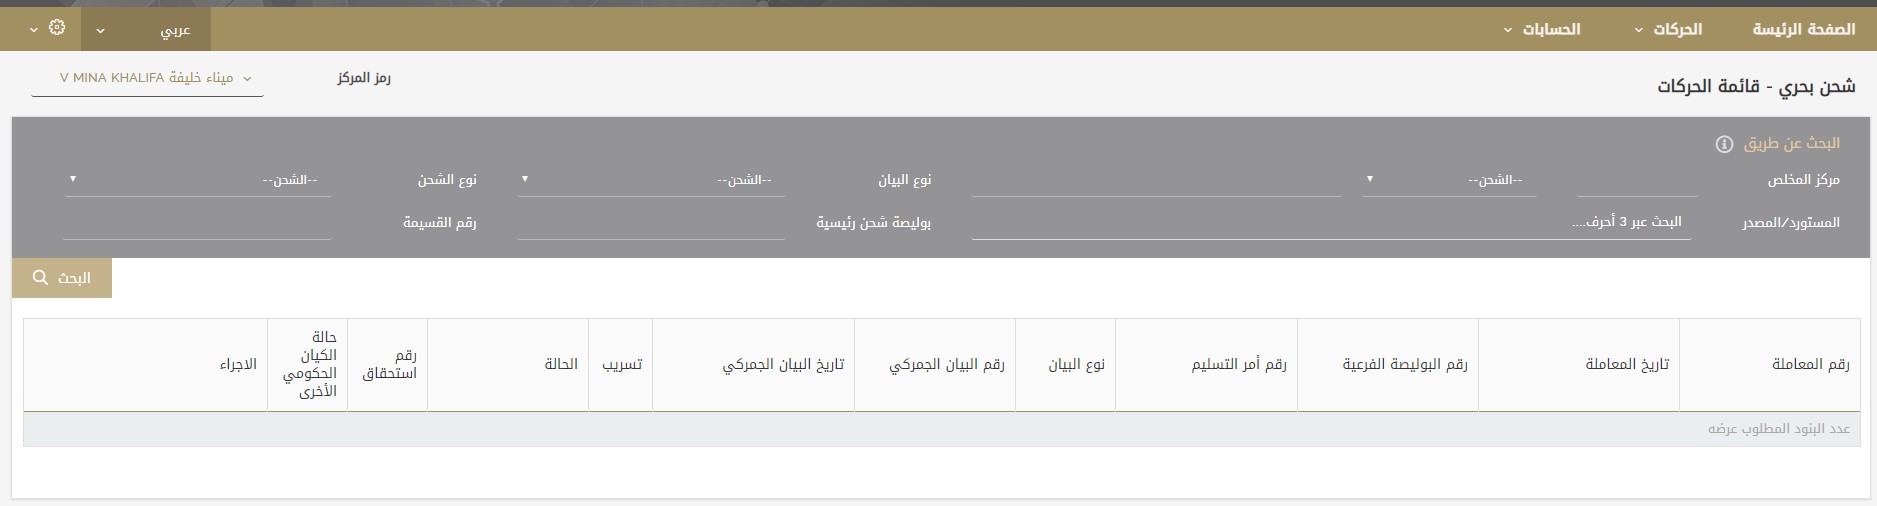 الصفحة الرئيسة
الحركات
الحسابات
عربي
شحن بحري - قائمة الحركات
رمز المركز
ميناء خليفة V MINA KHALIFA
البحث عن طريق
مركز المخلص
--الشحن--
نوع البيان
--الشحن--
نوع الشحن
--الشحن--
المستورد/المصدر
البحث عبر 3 أحرف....
بوليصة شحن رئيسية
رقم القسيمة
البحث
رقم المعاملة
تاريخ المعاملة
رقم البوليصة الفرعية
رقم أمر التسليم
نوع البيان
رقم البيان الجمركي
تاريخ البيان الجمركي
تسريب
الحالة
رقم
استحقاق
حالة
الكيان
الحكومي
الأخرى
الاجراء
عدد البنود المطلوب عرضه